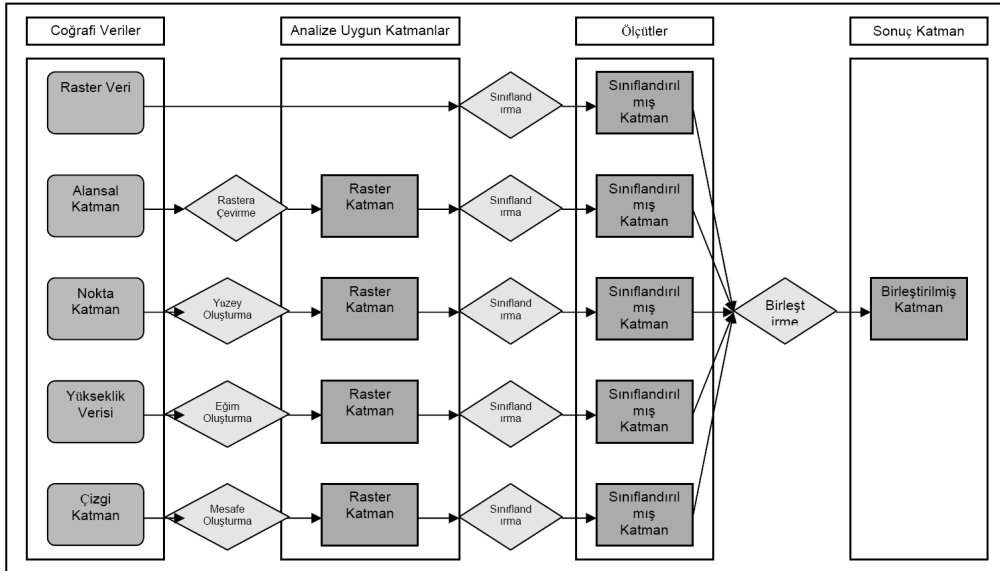 Coğrafi Veriler
Analize Uygun Katmanlar
Ölçütler
Sonuç Katman
Raster Veri
Sınıfland
ırma
Sınıflandırıl
mış
Katman
Alansal
Katman
Rastera
Çevirme
Raster
Katman
Sınıfland
ırma
Sınıflandırıl
mış
Katman
Nokta
Katman
Yüzey
Oluşturma
Raster
Katman
Sınıfland
ırma
Sınıflandırıl
mış
Katman
Birleşt
irme
Birleştirilmiş
Katman
Yükseklik
Verisi
Eğim
Oluşturma
Raster
Katman
Sınıfland
ırma
Sınıflandırıl
mış
Katman
Çizgi
Katman
Mesafe
Oluşturma
Raster
Katman
Sınıfland
ırma
Sınıflandırıl
mış
Katman